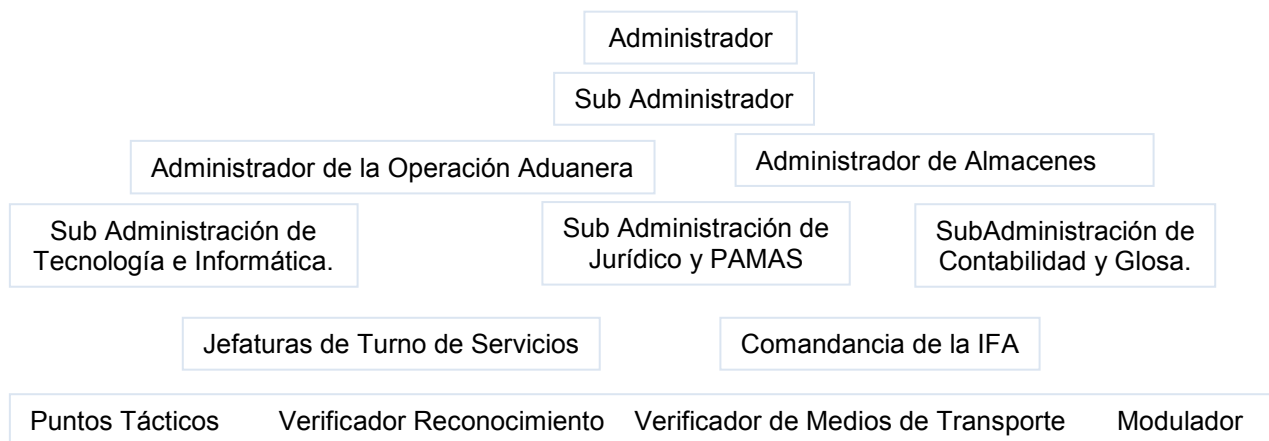 Administrador
Sub Administrador
Administrador de la Operación Aduanera
Administrador de Almacenes
Sub Administración de
Tecnología e Informática.
Sub Administración de
Jurídico y PAMAS
SubAdministración de
Contabilidad y Glosa.
Jefaturas de Turno de Servicios
Comandancia de la IFA
Puntos Tácticos Verificador Reconocimiento Verificador de Medios de Transporte Modulador